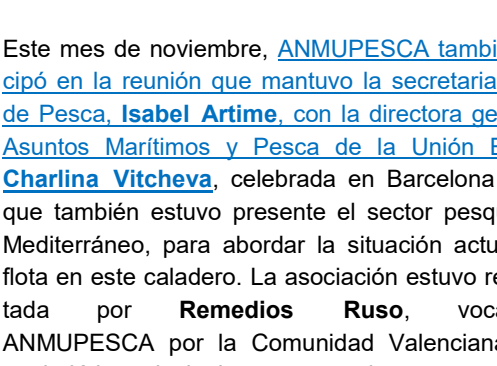 Este mes de noviembre, ANMUPESCA tambi
cipó en la reunión que mantuvo la secretaria
de Pesca, Isabel Artime, con la directora ge
Asuntos Marítimos y Pesca de la Unión E
Charlina Vitcheva, celebrada en Barcelona
que también estuvo presente el sector pesq
Mediterráneo, para abordar la situación actu
flota en este caladero. La asociación estuvo re
tada por Remedios Ruso, voca
ANMUPESCA por la Comunidad Valenciana